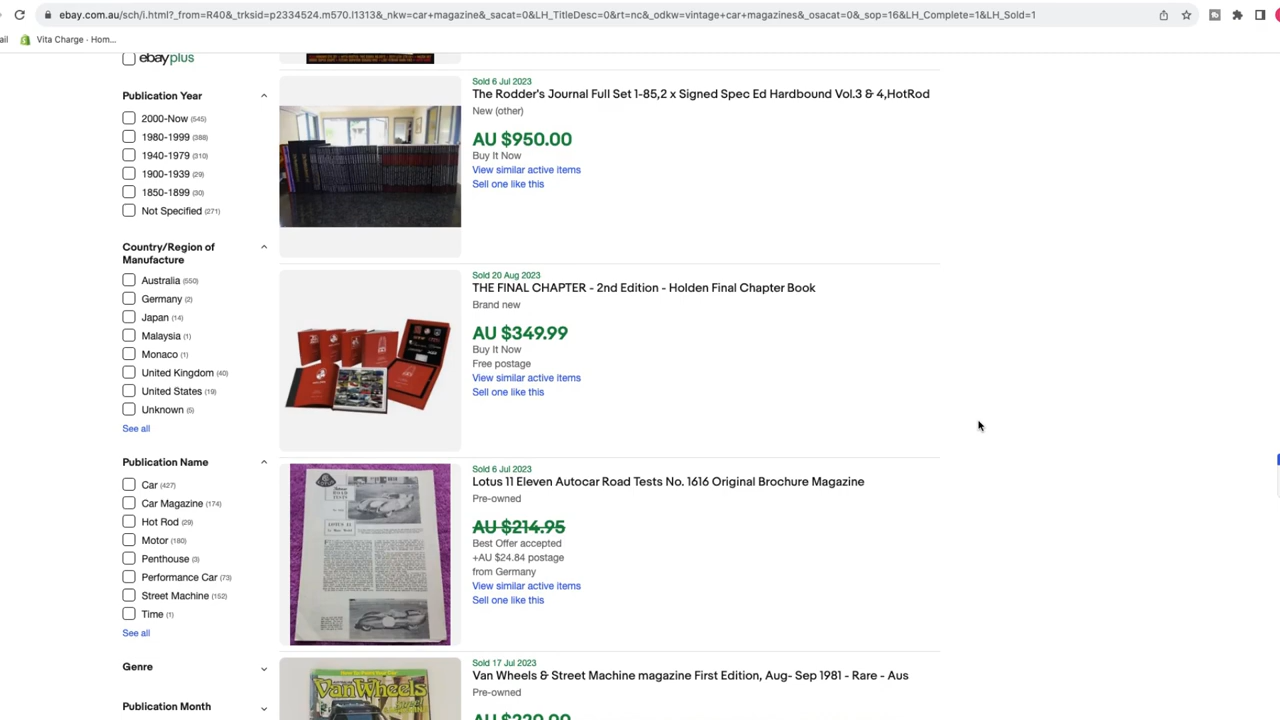 ebay.com.au/sch/i.html?_from=R40&_trksid=p2334524.m570.l1313&_nkw=car+magazine&_sacat=0&LH_TitleDesc=0&rt=nc&_odkw=vintage+car+magazines&_osacat=0&_sop=16&LH_Complete=1&LH_Sold=1
ail
Vita Charge - Hom...
ebayplus
Publication Year
2000-Now (545)
1980-1999 (388)
1940-1979 (310)
1900-1939 (29)
1850-1899 (30)
Not Specified (271)
Country/Region of
Manufacture
Australia (550)
Germany (2)
Japan (14)
Malaysia (1)
Monaco (1)
United Kingdom (40)
United States (19)
Unknown (5)
See all
Publication Name
Car (427)
Car Magazine (174)
Hot Rod (29)
Motor (180)
Penthouse (3)
Performance Car (73)
Street Machine (152)
Time (1)
See all
Genre
Publication Month
Sold 6 Jul 2023
The Rodder's Journal Full Set 1-85,2 x Signed Spec Ed Hardbound Vol.3 & 4,HotRod
New (other)
AU $950.00
Buy It Now
View similar active items
Sell one like this
Sold 20 Aug 2023
THE FINAL CHAPTER - 2nd Edition - Holden Final Chapter Book
Brand new
AU $349.99
Buy It Now
Free postage
View similar active items
Sell one like this
Sold 6 Jul 2023
Lotus 11 Eleven Autocar Road Tests No. 1616 Original Brochure Magazine
Pre-owned
AU $214.95
Best Offer accepted
+AU $24.84 postage
from Germany
View similar active items
Sell one like this
Sold 17 Jul 2023
Van Wheels & Street Machine magazine First Edition, Aug- Sep 1981 - Rare - Aus
Pre-owned
AU $220.00
VanWheels